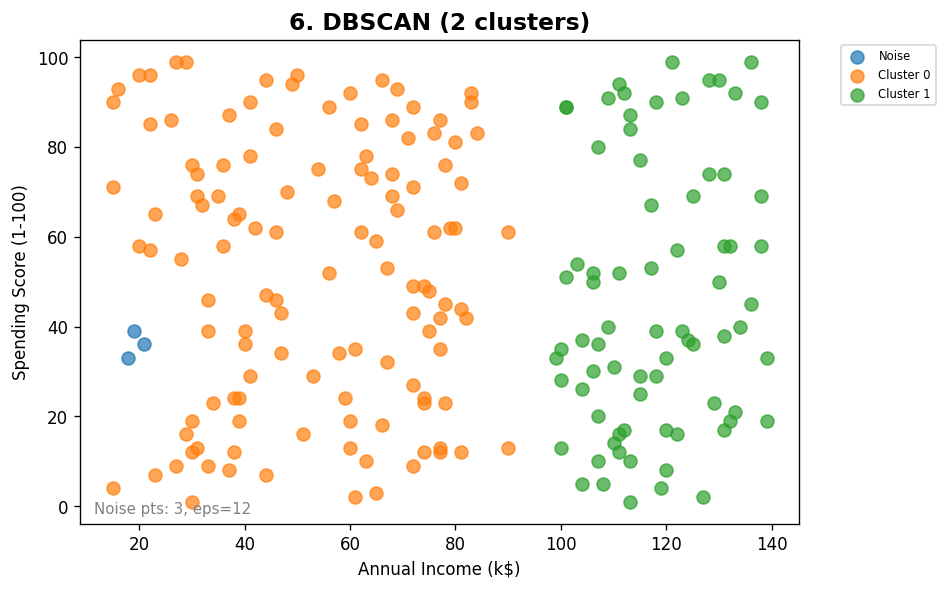 6. DBSCAN (2 clusters)
Noise
Cluster 0
Cluster 1
100
80
60
40
20
0
Spending Score (1-100)
Noise pts: 3, eps=12
20 40 60 80 100 120 140
Annual Income (k$)